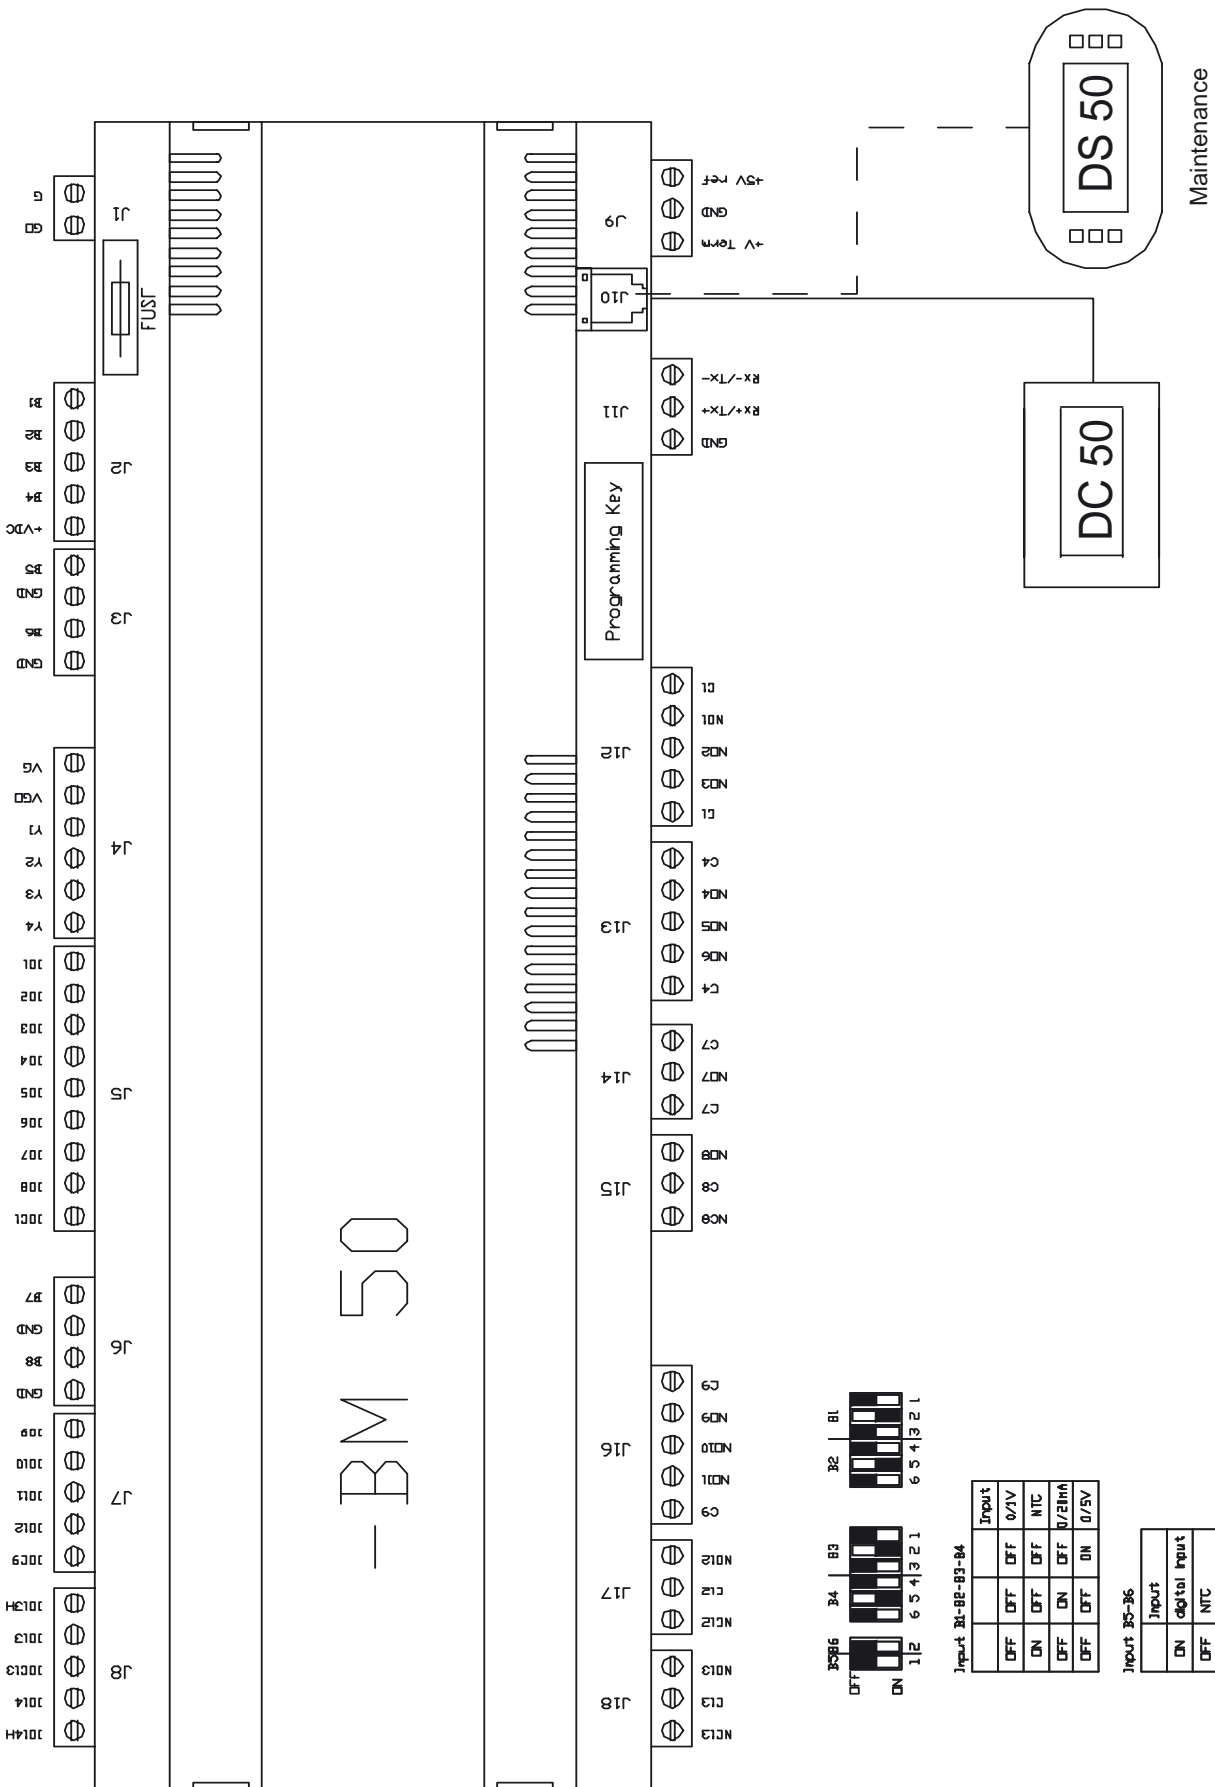 G
G0
J1
FUSE
B1
B2
B3
B4
+VDC
J2
B5
GND
B6
GND
J3
VG
VG0
Y1
Y2
Y3
Y4
J4
ID1
ID2
ID3
ID4
ID5
ID6
ID7
ID8
IDC1
J5
B7
GND
B8
GND
J6
ID9
ID10
ID11
ID12
IDC9
J7
ID13H
ID13
IDC13
ID14
ID14H
J8
BM 50
J9
+5V ref
GND
+V Term
J10
J11
Rx-/Tx-
Rx+/Tx+
GND
Programming Key
J12
C1
NO1
NO2
NO3
C1
J13
C4
NO4
NO5
NO6
C4
J14
C7
NO7
C7
J15
NO8
C8
NC8
J16
C9
NO9
NO10
NO11
C9
J17
NO12
C12
NC12
J18
NO13
C13
NC13
DS 50
Maintenance
DC 50
B5B6 B4 B3 B2 B1
OFF
ON
1 2 6 5 4 3 2 1 6 5 4 3 2 1
Input B1-B2-B3-B4
Input
OFF OFF OFF 0/1V
ON OFF OFF NTC
OFF ON OFF 0/20mA
OFF OFF ON 0/5V
Input B5-B6
Input
ON digital input
OFF NTC